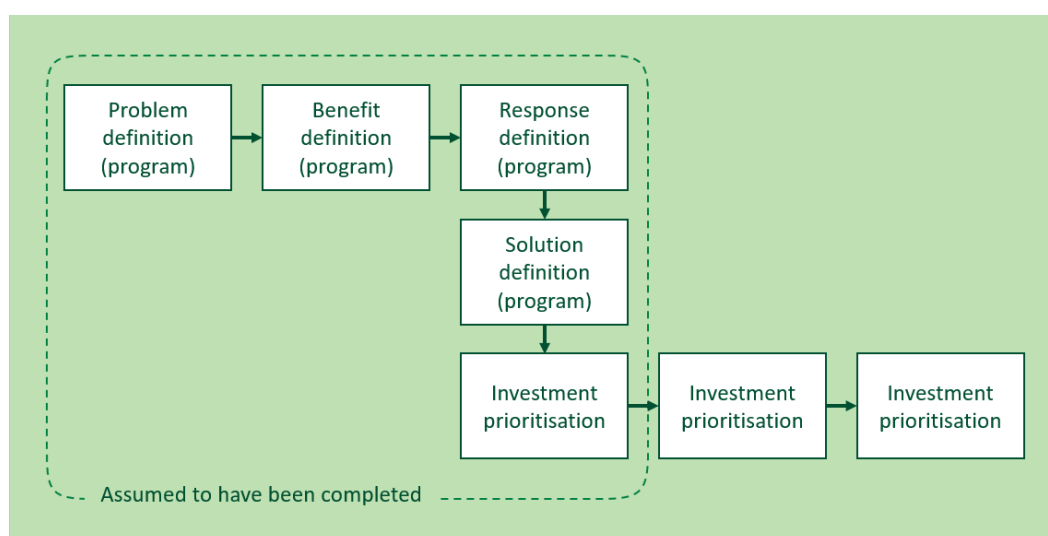 Problem
definition
(program)
Benefit
definition
(program)
Response
definition
(program)
Solution
definition
(program)
Investment
prioritisation
Investment
prioritisation
Investment
prioritisation
Assumed to have been completed